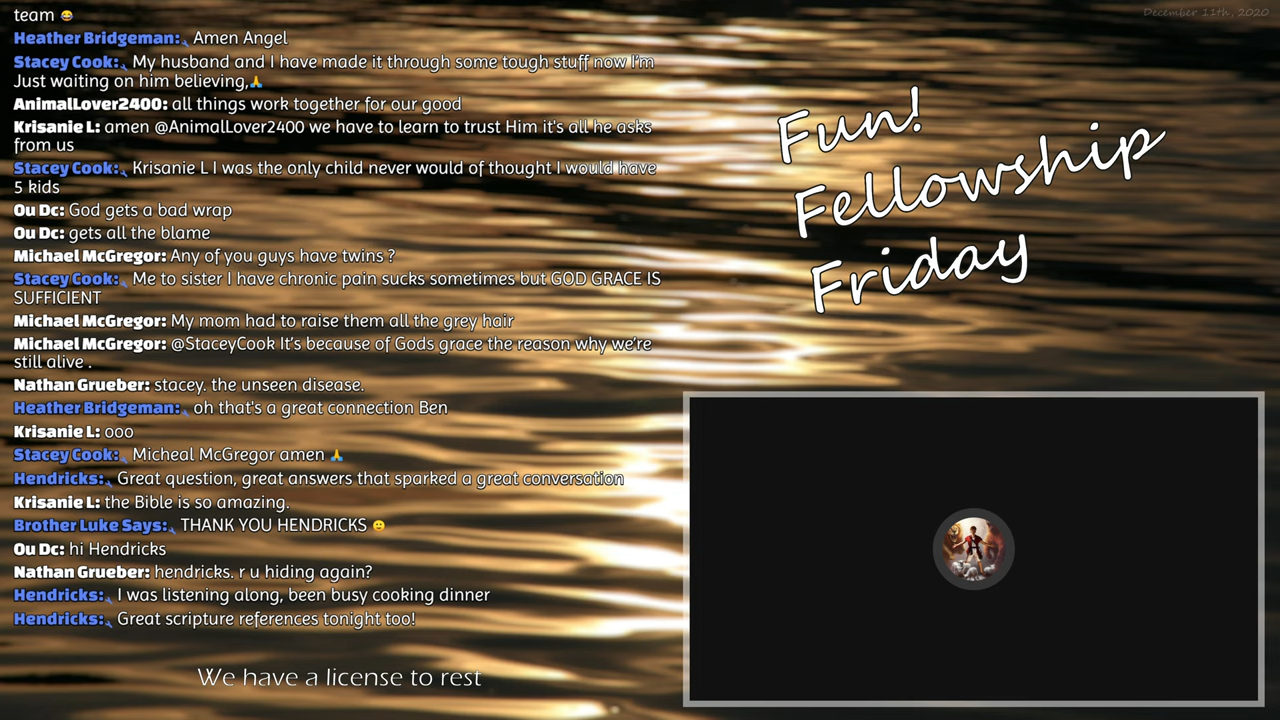 team 😂
Heather Bridgeman: Amen Angel
Stacey Cook: My husband and I have made it through some tough stuff now I'm
Just waiting on him believing,🙏
AnimalLover2400: all things work together for our good
Krisanie L: amen @AnimalLover2400 we have to learn to trust Him it's all he asks
from us
Stacey Cook: Krisanie L I was the only child never would of thought I would have
5 kids
Ou Dc: God gets a bad wrap
Ou Dc: gets all the blame
Michael McGregor: Any of you guys have twins ?
Stacey Cook: Me to sister I have chronic pain sucks sometimes but GOD GRACE IS
SUFFICIENT
Michael McGregor: My mom had to raise them all the grey hair
Michael McGregor: @StaceyCook It's because of Gods grace the reason why we're
still alive .
Nathan Grueber: stacey. the unseen disease.
Heather Bridgeman: oh that's a great connection Ben
Krisanie L: ooo
Stacey Cook: Micheal McGregor amen 🙏
Hendricks: Great question, great answers that sparked a great conversation
Krisanie L: the Bible is so amazing.
Brother Luke Says: THANK YOU HENDRICKS 🙂
Ou Dc: hi Hendricks
Nathan Grueber: hendricks. r u hiding again?
Hendricks: I was listening along, been busy cooking dinner
Hendricks: Great scripture references tonight too!
We have a license to rest
December 11th, 2020
Fun!
Fellowship
Friday